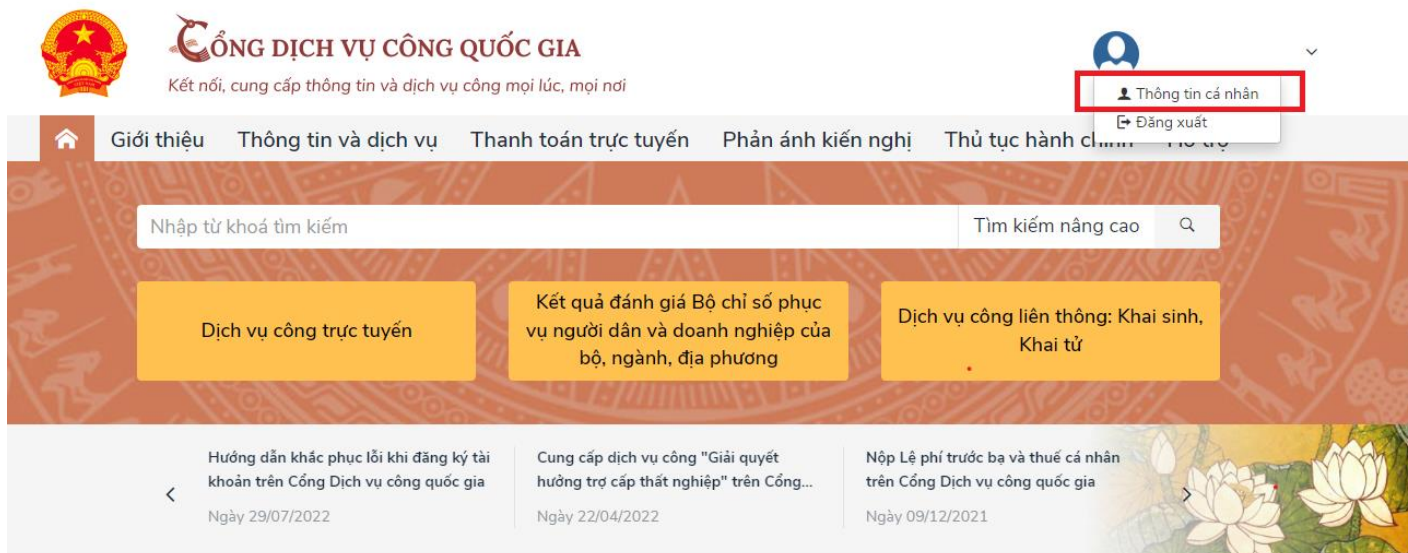 CỔNG DỊCH VỤ CÔNG QUỐC GIA
Kết nối, cung cấp thông tin và dịch vụ công mọi lúc, mọi nơi
Thông tin cá nhân
Đăng xuất
Giới thiệu Thông tin và dịch vụ Thanh toán trực tuyến Phản ánh kiến nghị Thủ tục hành
Nhập từ khoá tìm kiếm Tìm kiếm nâng cao
Dịch vụ công trực tuyến
Kết quả đánh giá Bộ chỉ số phục
vụ người dân và doanh nghiệp của
bộ, ngành, địa phương
Dịch vụ công liên thông: Khai sinh,
Khai tử
Hướng dẫn khắc phục lỗi khi đăng ký tài
khoản trên Cổng Dịch vụ công quốc gia
Ngày 29/07/2022
Cung cấp dịch vụ công "Giải quyết
hưởng trợ cấp thất nghiệp" trên Cổng...
Ngày 22/04/2022
Nộp Lệ phí trước bạ và thuế cá nhân
trên Cổng Dịch vụ công quốc gia
Ngày 09/12/2021